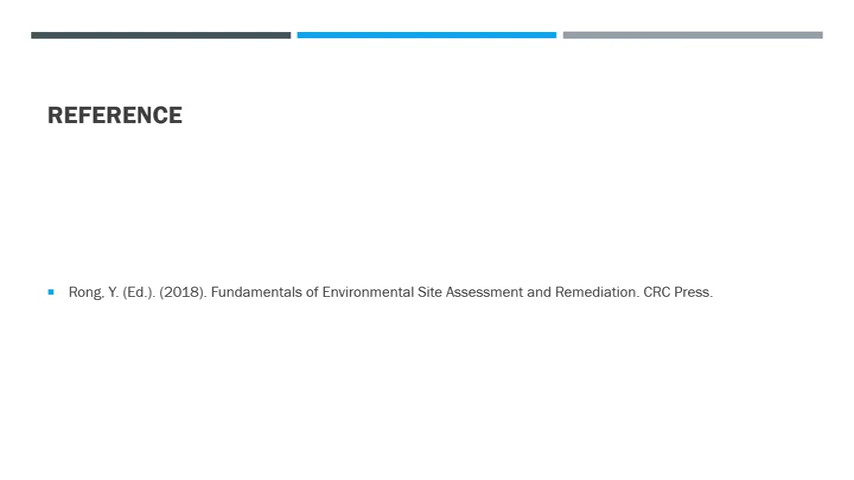 REFERENCE
Rong, Y. (Ed.). (2018). Fundamentals of Environmental Site Assessment and Remediation. CRC Press.